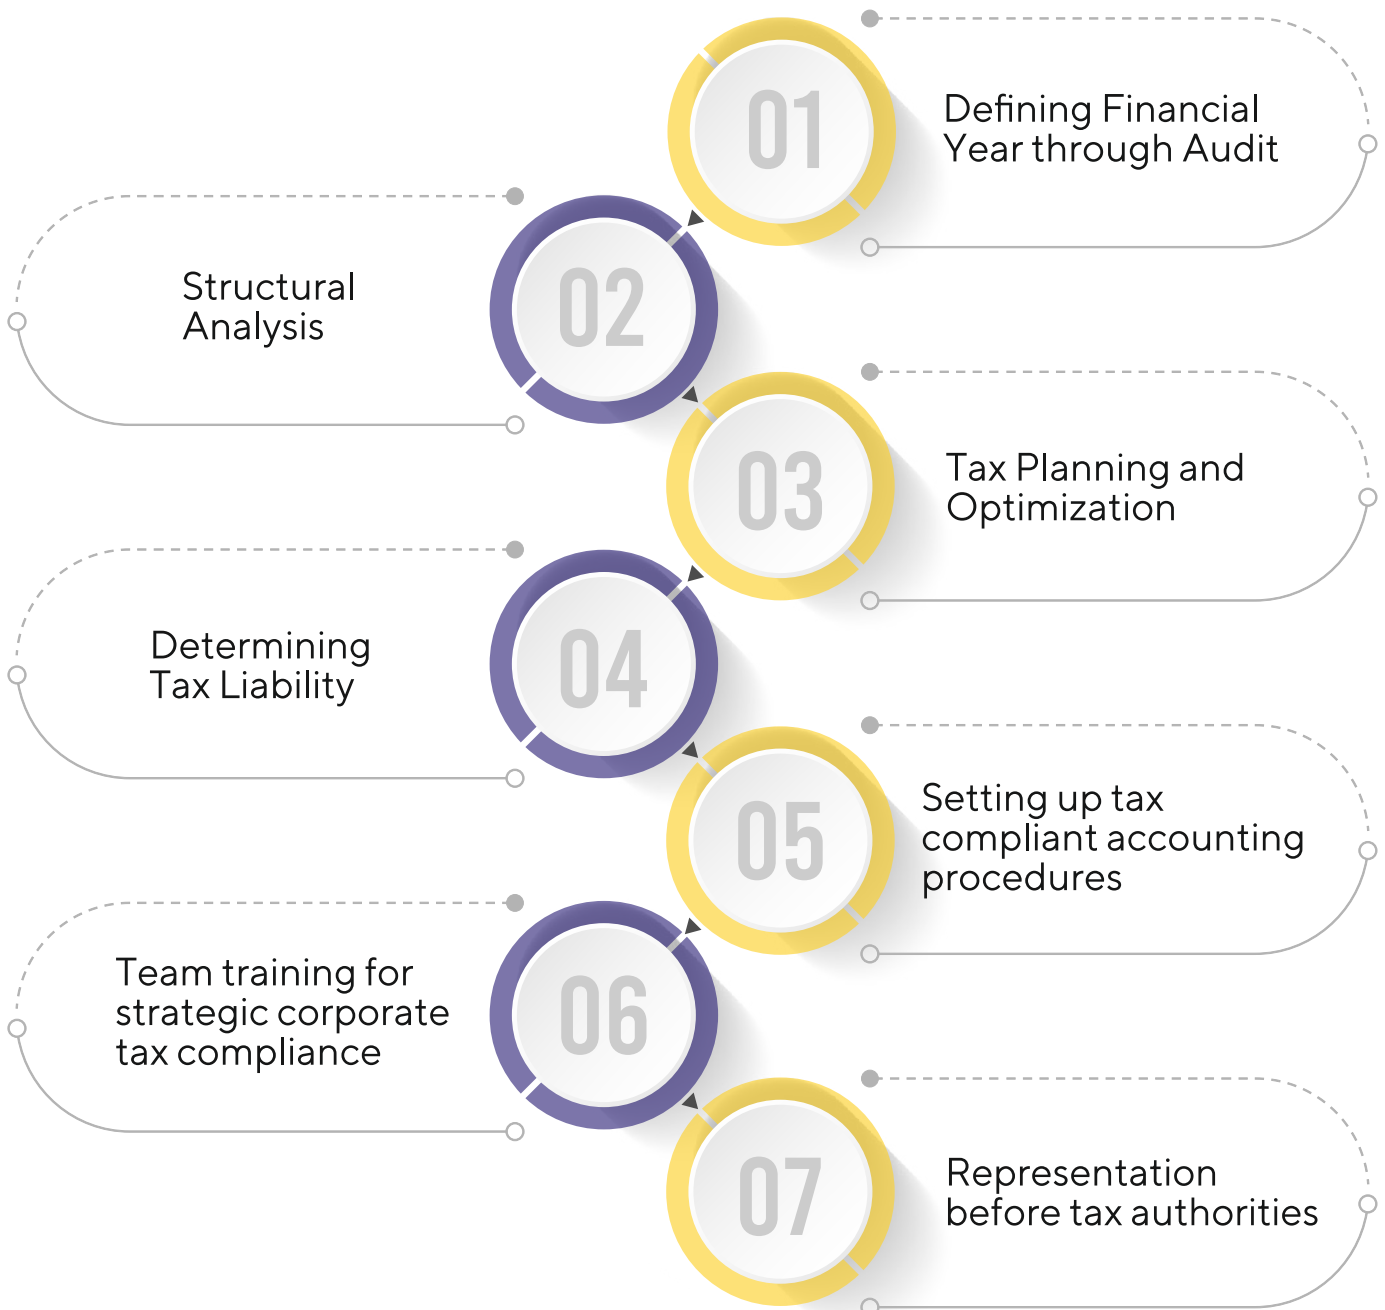 01
Defining Financial
Year through Audit
02
Structural
Analysis
03
Tax Planning and
Optimization
04
Determining
Tax Liability
05
Setting up tax
compliant accounting
procedures
06
Team training for
strategic corporate
tax compliance
07
Representation
before tax authorities